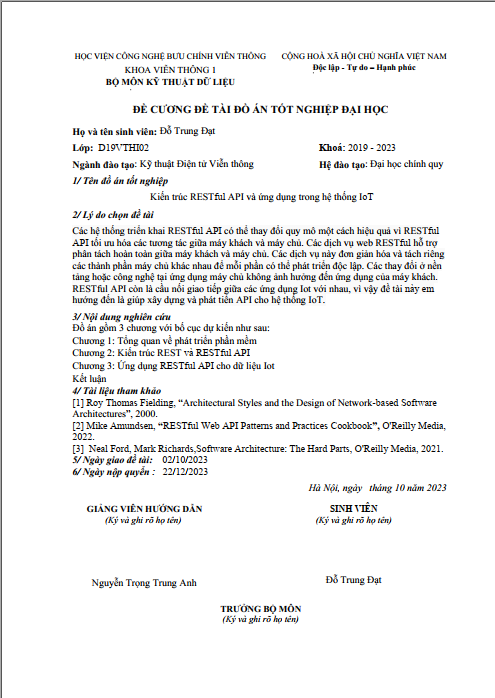 HỌC VIỆN CÔNG NGHỆ BƯU CHÍNH VIỄN THÔNG
KHOA VIỄN THÔNG 1
BỘ MÔN KỸ THUẬT DỮ LIỆU
CỘNG HOÀ XÃ HỘI CHỦ NGHĨA VIỆT NAM
Độc lập - Tự do – Hạnh phúc
ĐỀ CƯƠNG ĐỀ TÀI ĐỒ ÁN TỐT NGHIỆP ĐẠI HỌC
Họ và tên sinh viên: Đỗ Trung Đạt
Lớp: D19VTHI02 Khoá: 2019 - 2023
Ngành đào tạo: Kỹ thuật Điện tử Viễn thông Hệ đào tạo: Đại học chính quy
1/ Tên đồ án tốt nghiệp
Kiến trúc RESTful API và ứng dụng trong hệ thống IoT
2/ Lý do chọn đề tài
Các hệ thống triển khai RESTful API có thể thay đổi quy mô một cách hiệu quả vì RESTful
API tối ưu hóa các tương tác giữa máy khách và máy chủ. Các dịch vụ web RESTful hỗ trợ
phân tách hoàn toàn giữa máy khách và máy chủ. Các dịch vụ này đơn giản hóa và tách riêng
các thành phần máy chủ khác nhau để mỗi phần có thể phát triển độc lập. Các thay đổi ở nền
tảng hoặc công nghệ tại ứng dụng máy chủ không ảnh hưởng đến ứng dụng của máy khách.
RESTful API còn là cầu nối giao tiếp giữa các ứng dụng Iot với nhau, vì vậy đề tài này em
hướng đến là giúp xây dựng và phát tiển API cho hệ thống IoT.
3/ Nội dung nghiên cứu
Đồ án gồm 3 chương với bố cục dự kiến như sau:
Chương 1: Tổng quan về phát triển phần mềm
Chương 2: Kiến trúc REST và RESTful API
Chương 3: Ứng dụng RESTful API cho dữ liệu Iot
Kết luận
4/ Tài liệu tham khảo
[1] Roy Thomas Fielding, “Architectural Styles and the Design of Network-based Software
Architectures”, 2000.
[2] Mike Amundsen, “RESTful Web API Patterns and Practices Cookbook”, O'Reilly Media,
2022.
[3] Neal Ford, Mark Richards,Software Architecture: The Hard Parts, O'Reilly Media, 2021.
5/ Ngày giao đề tài: 02/10/2023
6/ Ngày nộp quyển : 22/12/2023
Hà Nội, ngày tháng 10 năm 2023
GIẢNG VIÊN HƯỚNG DẪN
(Ký và ghi rõ họ tên)
SINH VIÊN
(Ký và ghi rõ họ tên)
Nguyễn Trọng Trung Anh
Đỗ Trung Đạt
TRƯỞNG BỘ MÔN
(Ký và ghi rõ họ tên)